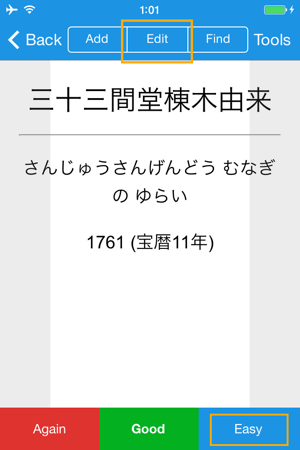 1:01
Back Add Edit Find Tools
三十三間堂棟木由来
さんじゅうさんげんどう むなぎ
の ゆらい
1761 (宝暦11年)
Again Good Easy